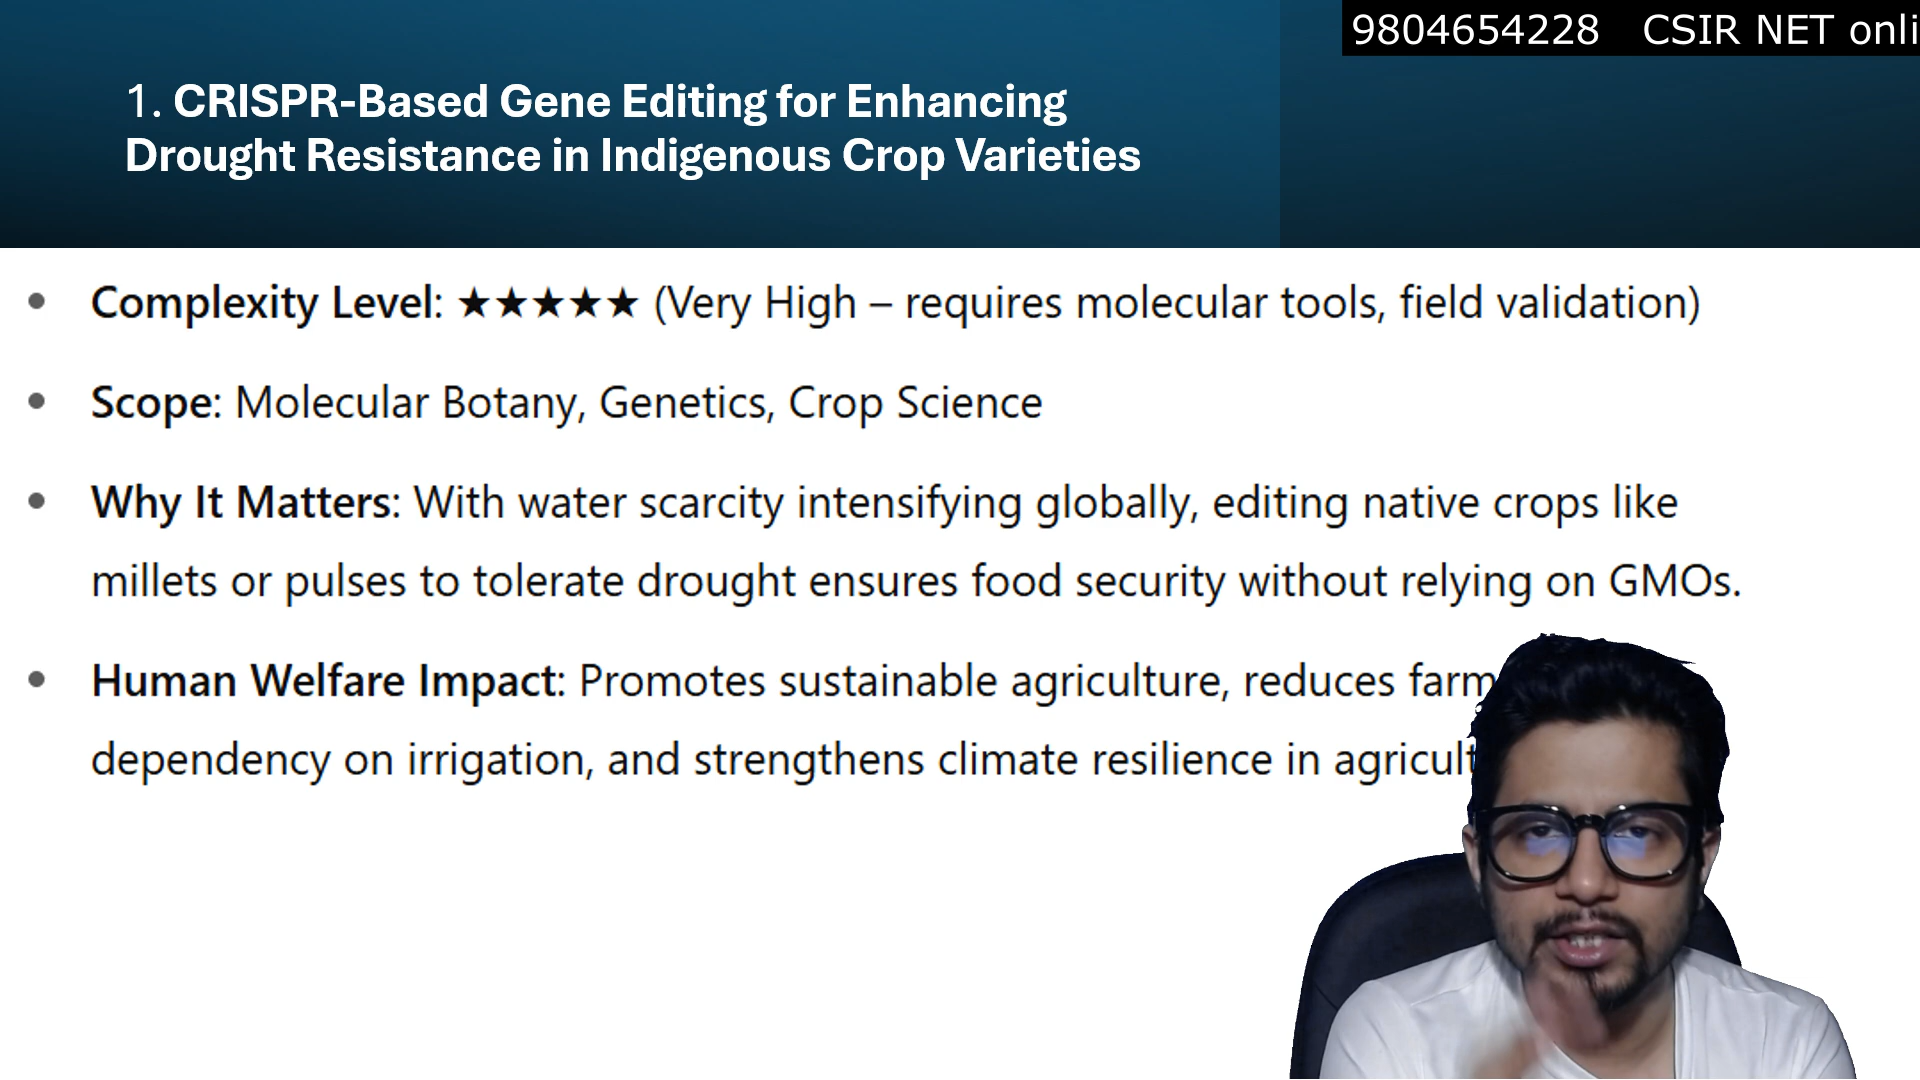 9804654228 CSIR NET onli
1. CRISPR-Based Gene Editing for Enhancing
Drought Resistance in Indigenous Crop Varieties
• Complexity Level: ★★★★★ (Very High – requires molecular tools, field validation)
• Scope: Molecular Botany, Genetics, Crop Science
• Why It Matters: With water scarcity intensifying globally, editing native crops like
millets or pulses to tolerate drought ensures food security without relying on GMOs.
• Human Welfare Impact: Promotes sustainable agriculture, reduces farm
dependency on irrigation, and strengthens climate resilience in agricult